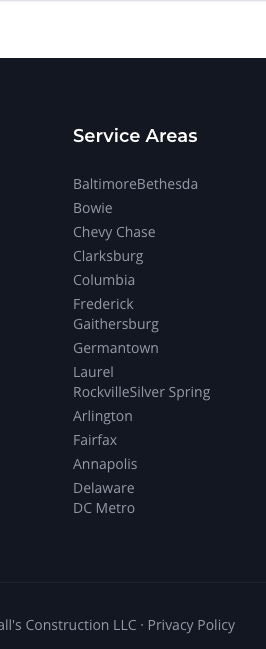 Service Areas
BaltimoreBethesda
Bowie
Chevy Chase
Clarksburg
Columbia
Frederick
Gaithersburg
Germantown
Laurel
RockvilleSilver Spring
Arlington
Fairfax
Annapolis
Delaware
DC Metro
all's Construction LLC · Privacy Policy